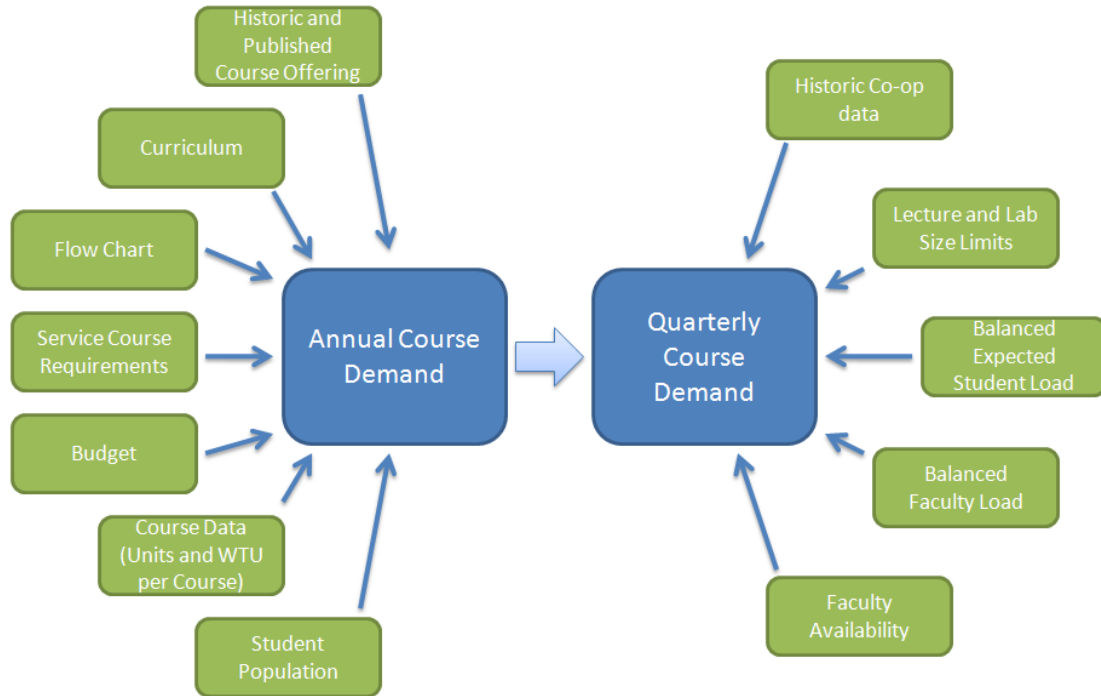 Historic and
Published
Course Offering
Curriculum
Flow Chart
Service Course
Requirements
Budget
Course Data
(Units and WTU
per Course)
Student
Population
Annual Course
Demand
Quarterly
Course
Demand
Historic Co-op
data
Lecture and Lab
Size Limits
Balanced
Expected
Student Load
Balanced
Faculty Load
Faculty
Availability